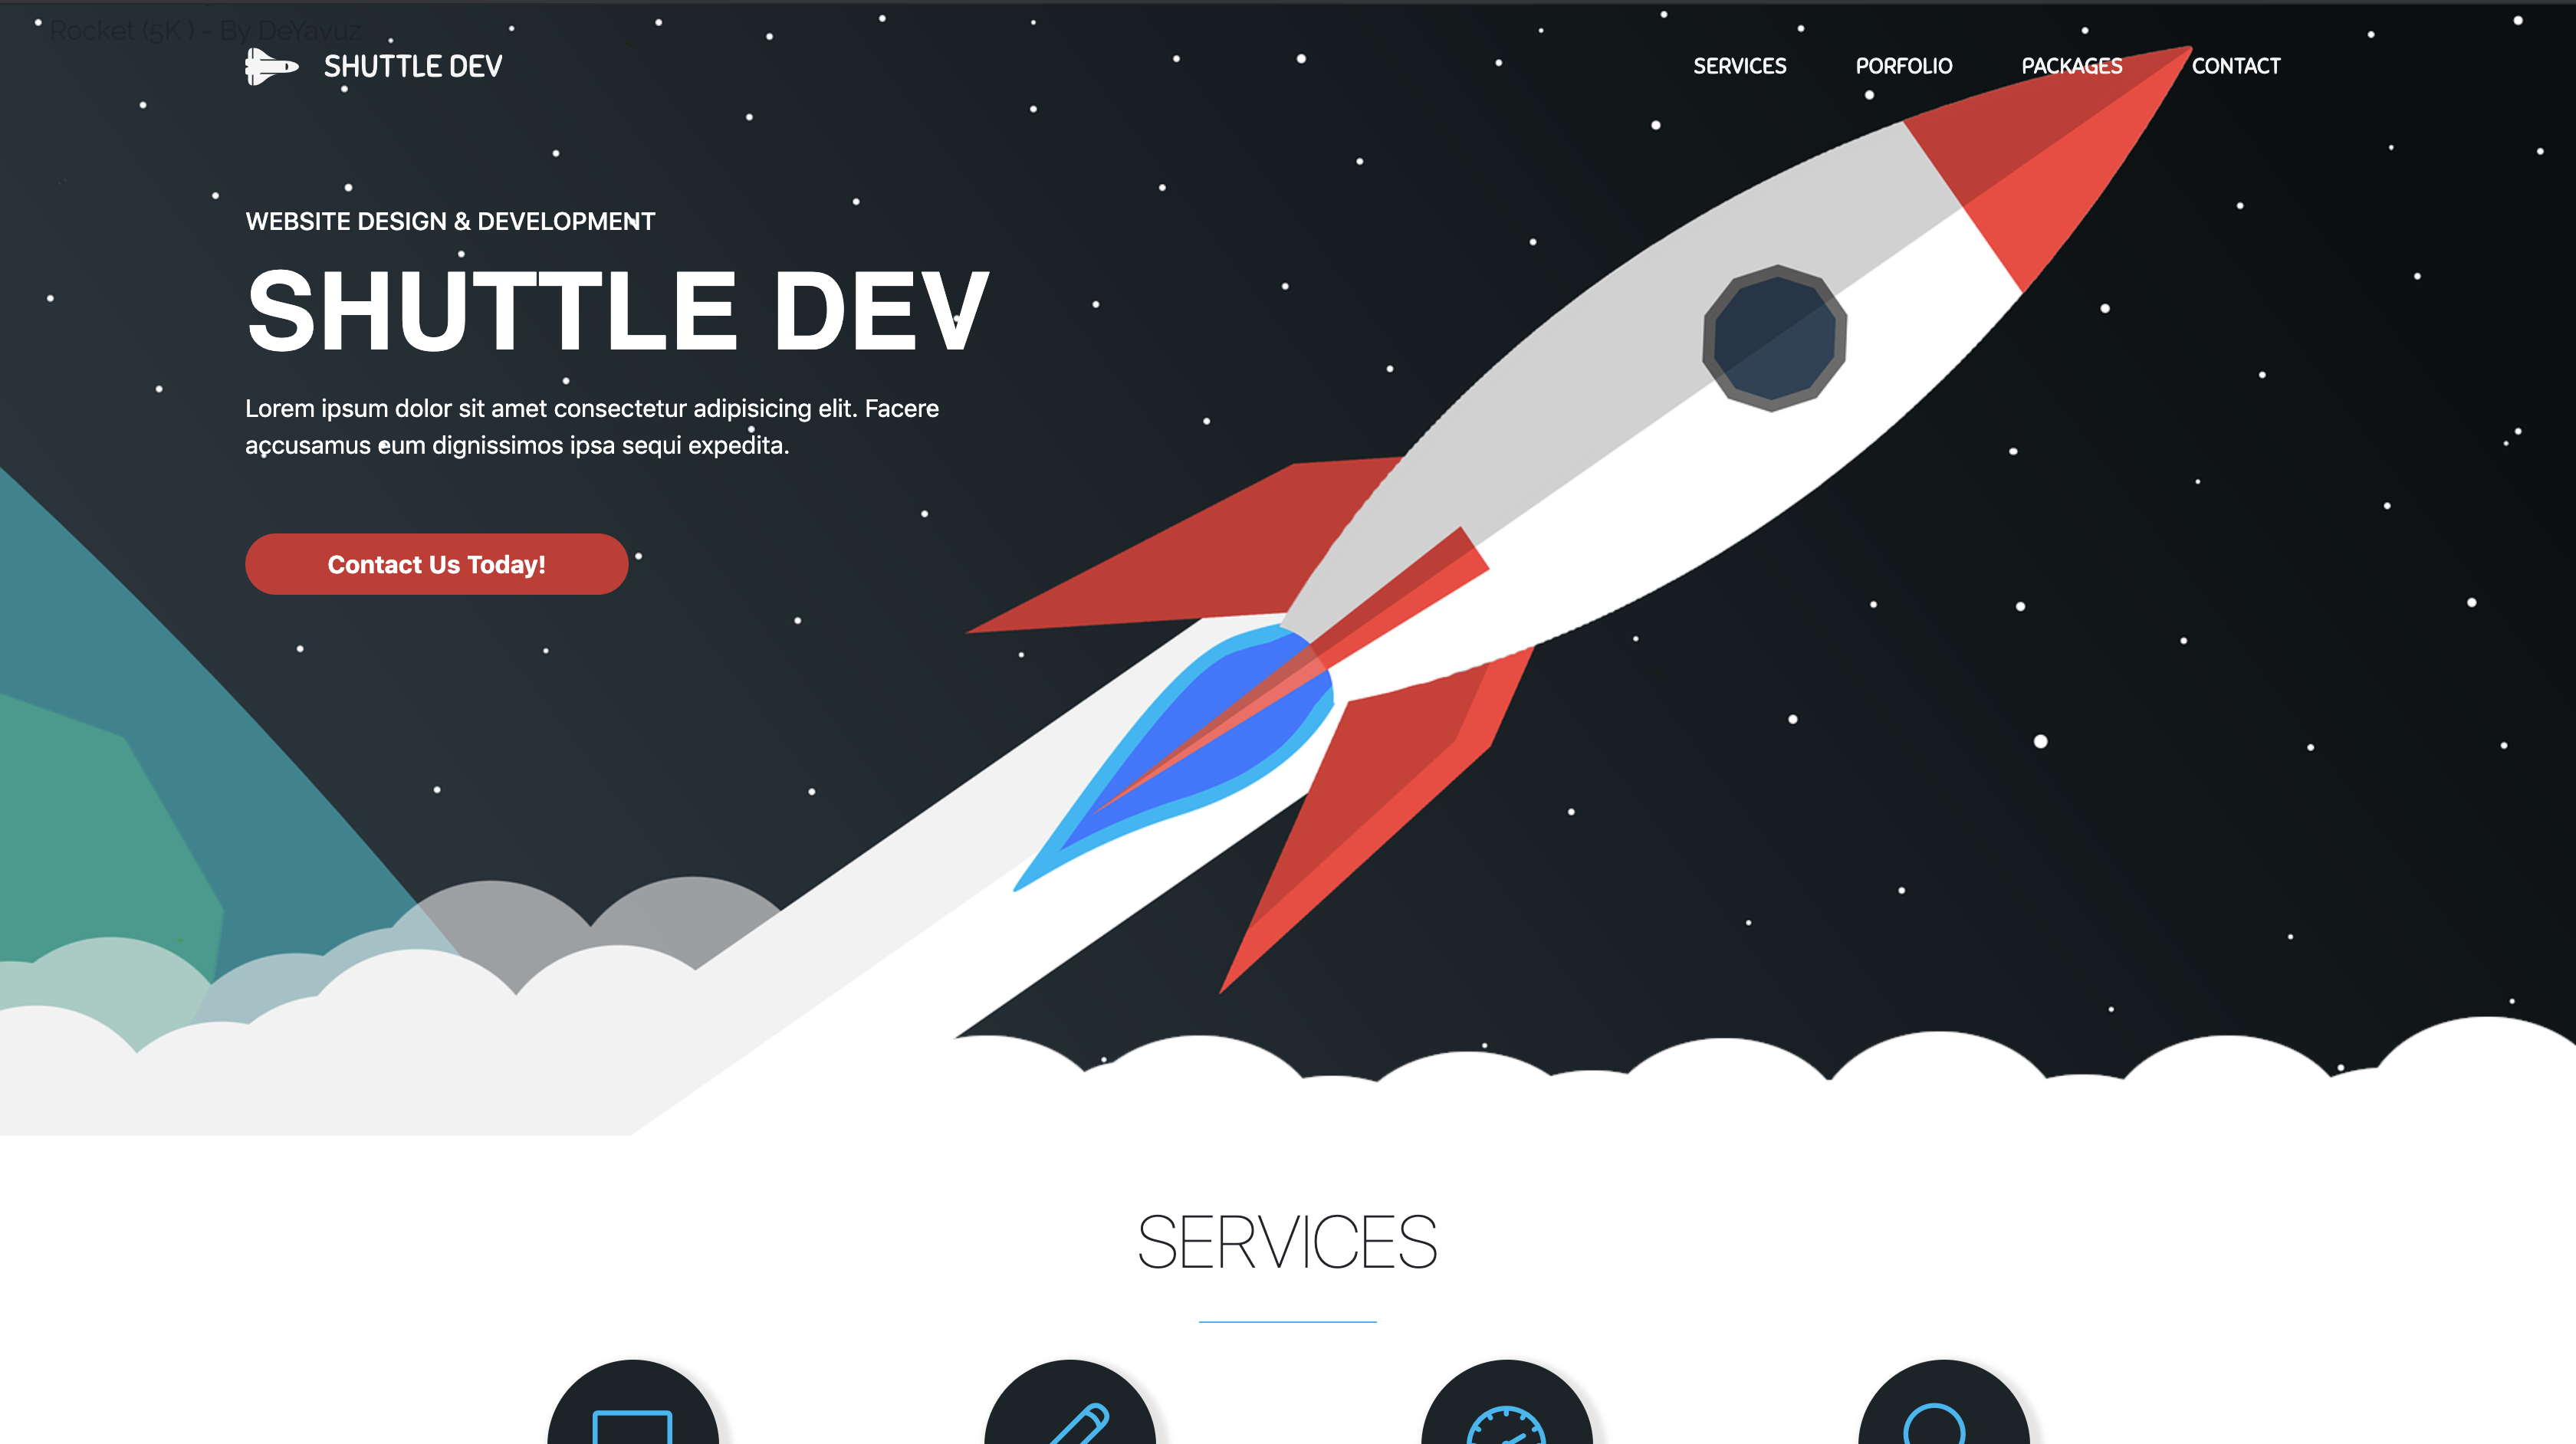 Rocket (5K) - By DeYavuz
SHUTTLE DEV
SERVICES
PORFOLIO
PACKAGES
CONTACT
WEBSITE DESIGN & DEVELOPMENT
SHUTTLE DEV
Lorem ipsum dolor sit amet consectetur adipisicing elit. Facere
accusamus eum dignissimos ipsa sequi expedita.
Contact Us Today!
SERVICES